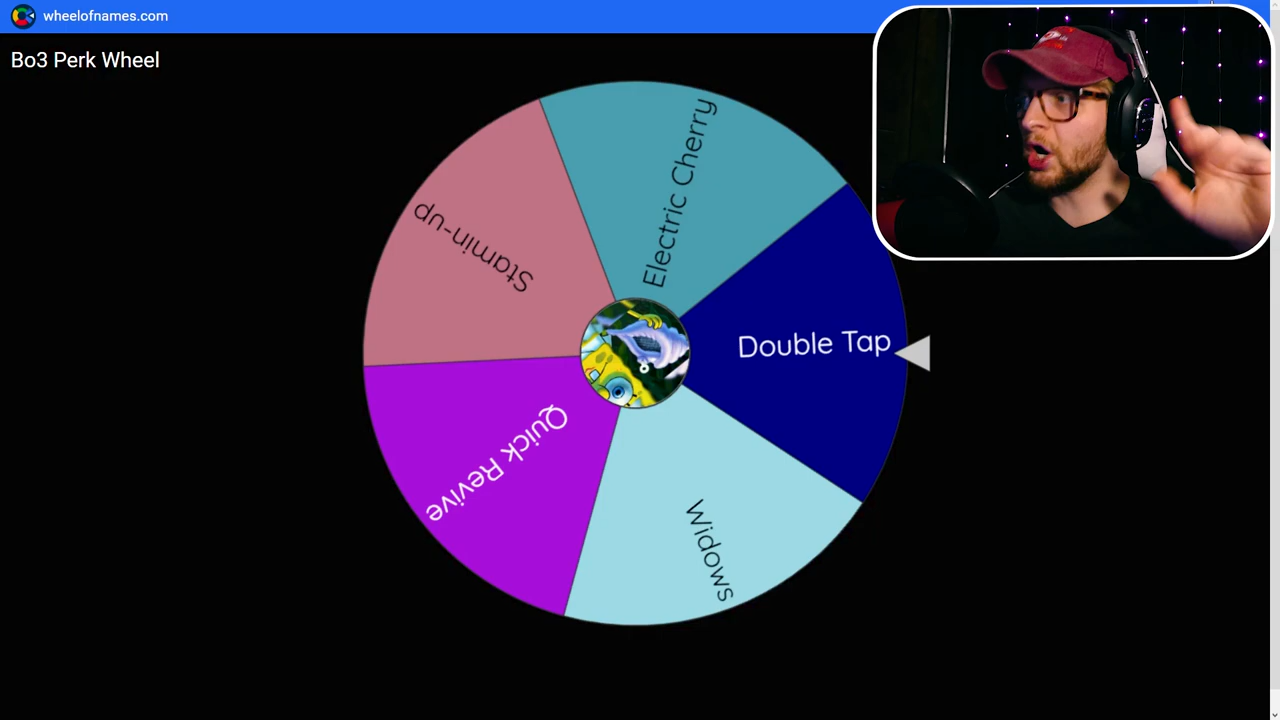 wheelofnames.com
Bo3 Perk Wheel
Electric Cherry
Stamin-up
Double Tap
Quick Revive
Widows